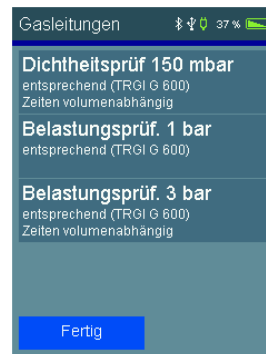 Gasleitungen 37 %
Dichtheitsprüf 150 mbar
entsprechend (TRGI G 600)
Zeiten volumenabhängig
Belastungsprüf. 1 bar
entsprechend (TRGI G 600)
Belastungsprüf. 3 bar
entsprechend (TRGI G 600)
Zeiten volumenabhängig
Fertig